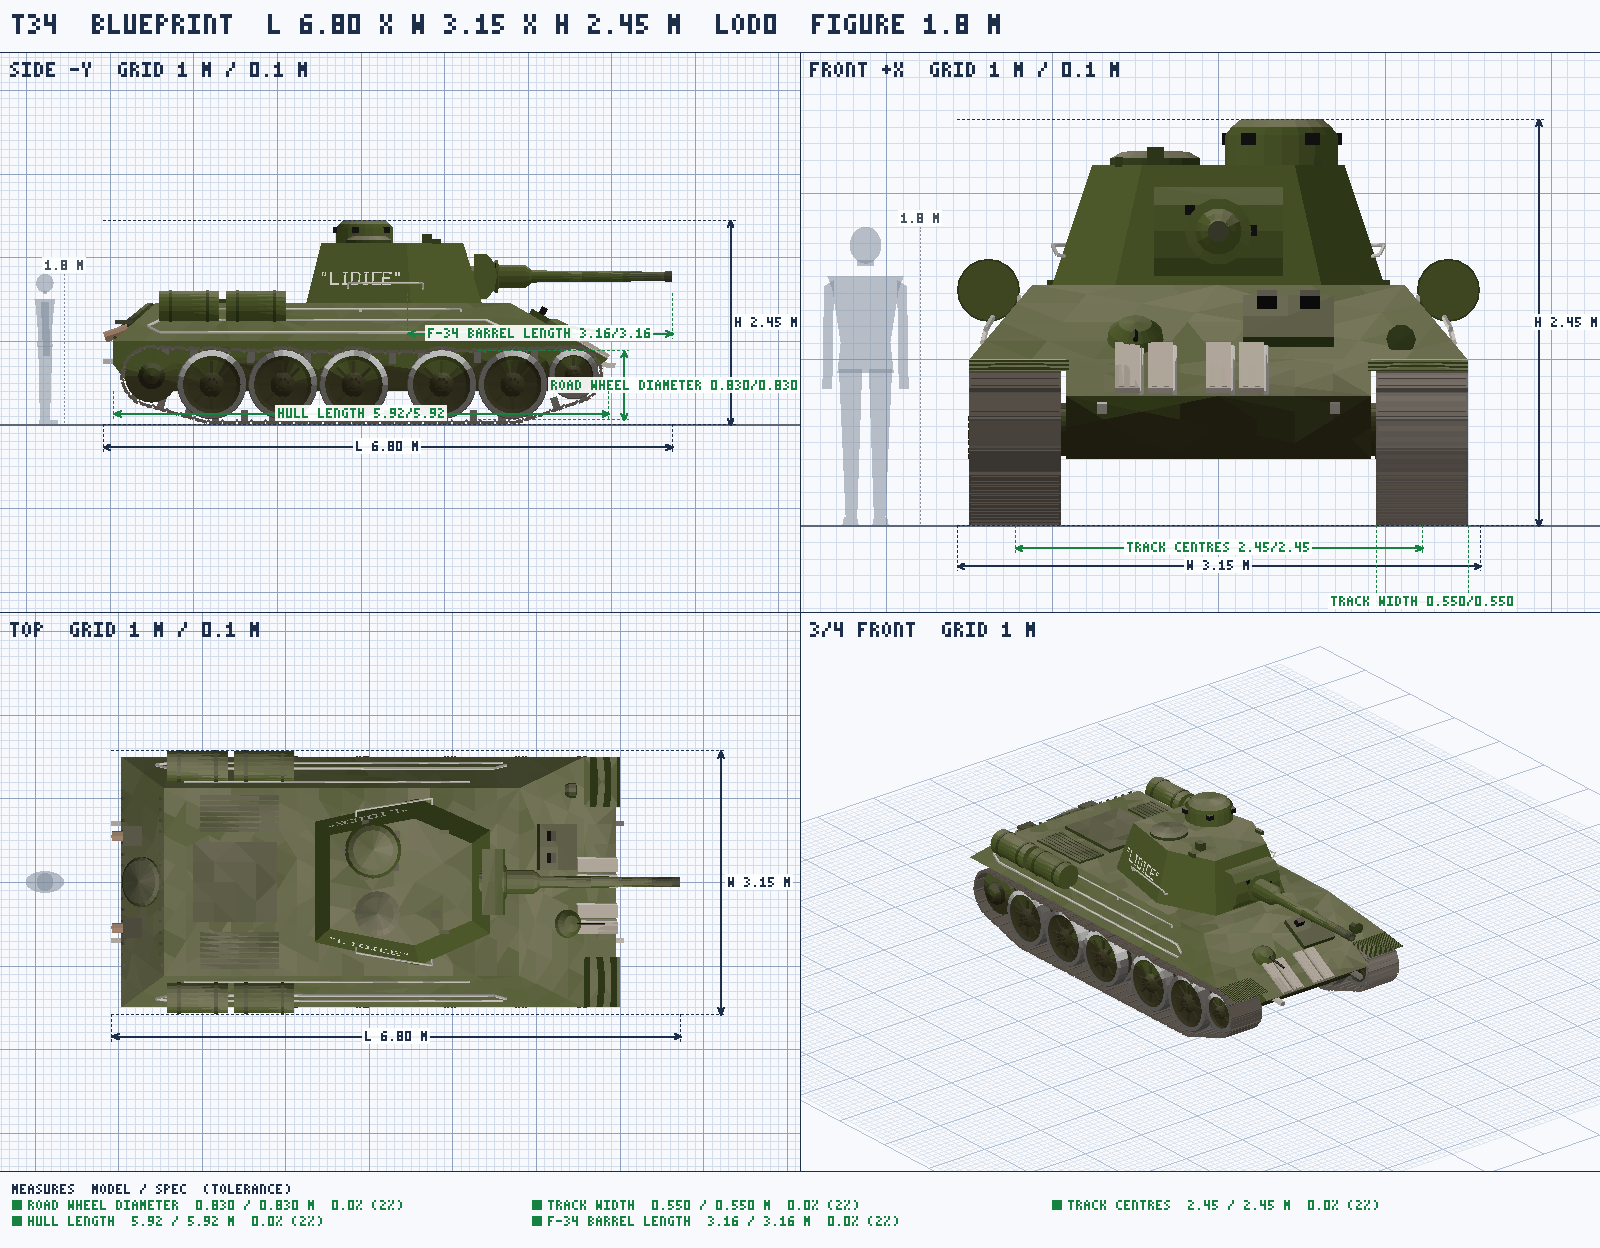 T34 BLUEPRINT L 6.80 X W 3.15 X H 2.45 M LOD0 FIGURE 1.8 M
SIDE -Y GRID 1 M / 0.1 M
1.8 M
"LIDICE"
H 2.45 M
F-34 BARREL LENGTH 3.16/3.16
ROAD WHEEL DIAMETER 0.830/0.830
HULL LENGTH 5.92/5.92
L 6.80 M
FRONT +X GRID 1 M / 0.1 M
1.8 M
H 2.45 M
TRACK CENTRES 2.45/2.45
W 3.15 M
TRACK WIDTH 0.550/0.550
TOP GRID 1 M / 0.1 M
"LIDICE"
W 3.15 M
"LIDICE"
L 6.80 M
3/4 FRONT GRID 1 M
"LIDICE"
MEASURES MODEL / SPEC (TOLERANCE)
ROAD WHEEL DIAMETER 0.830 / 0.830 M 0.0% (2%)
TRACK WIDTH 0.550 / 0.550 M 0.0% (2%)
TRACK CENTRES 2.45 / 2.45 M 0.0% (2%)
HULL LENGTH 5.92 / 5.92 M 0.0% (2%)
F-34 BARREL LENGTH 3.16 / 3.16 M 0.0% (2%)